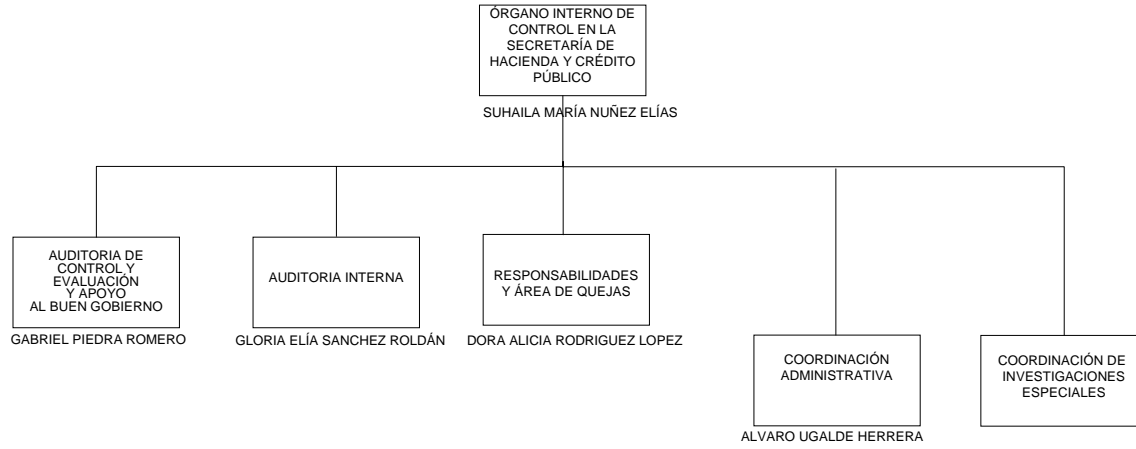 ÓRGANO INTERNO DE
CONTROL EN LA
SECRETARÍA DE
HACIENDA Y CRÉDITO
PÚBLICO
SUHAILA MARÍA NUÑEZ ELÍAS
AUDITORIA DE
CONTROL Y
EVALUACIÓN
Y APOYO
AL BUEN GOBIERNO
GABRIEL PIEDRA ROMERO
AUDITORIA INTERNA
GLORIA ELÍA SANCHEZ ROLDÁN
RESPONSABILIDADES
Y ÁREA DE QUEJAS
DORA ALICIA RODRIGUEZ LOPEZ
COORDINACIÓN
ADMINISTRATIVA
ALVARO UGALDE HERRERA
COORDINACIÓN DE
INVESTIGACIONES
ESPECIALES